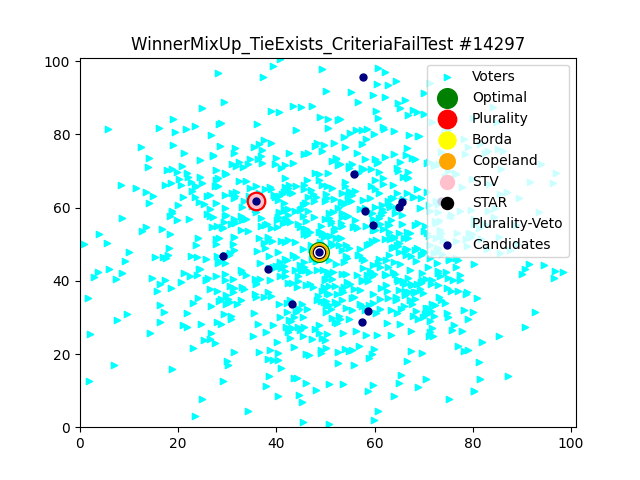 WinnerMixUp_TieExists_CriteriaFailTest #14297
Voters
Optimal
Plurality
Borda
Copeland
STV
STAR
Plurality-Veto
Candidates
100
80
60
40
20
0
0 20 40 60 80 100